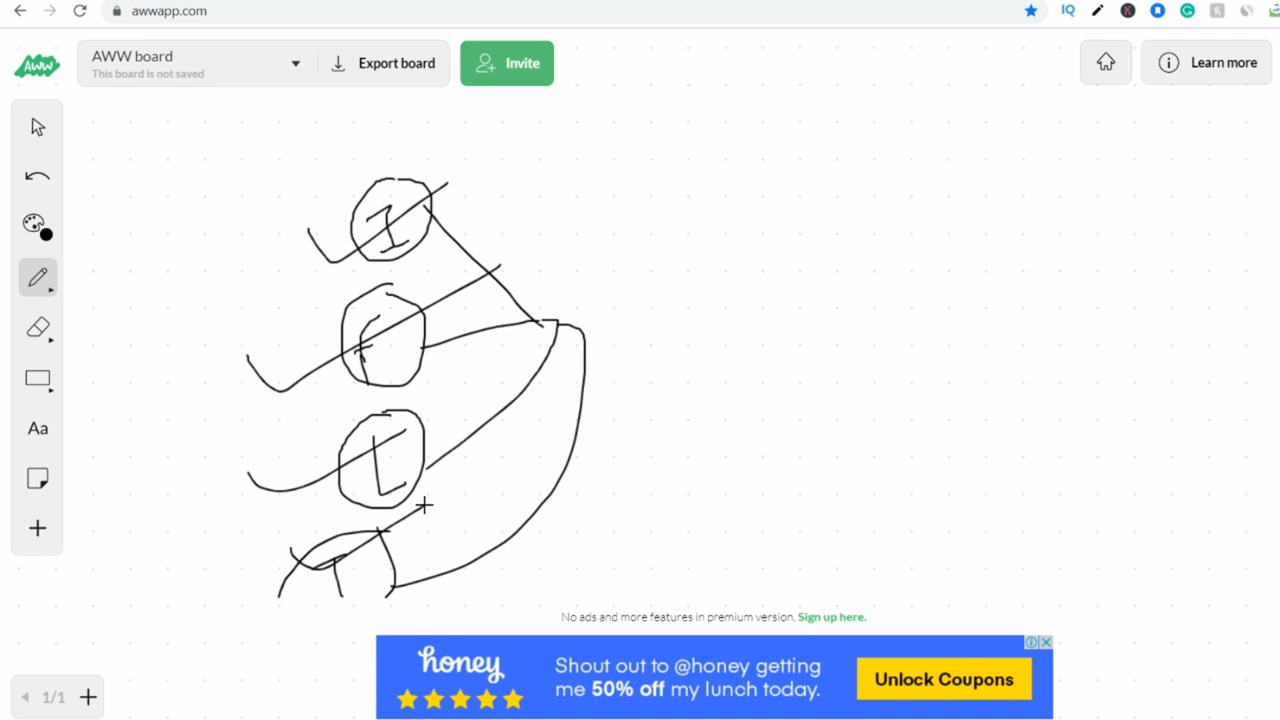 awwapp.com
IQ
K
G
AWW
AWW board
This board is not saved
Export board
Invite
Learn more
I
f
L
T
Aa
No ads and more features in premium version. Sign up here.
honey
Shout out to @honey getting
me 50% off my lunch today.
Unlock Coupons
1/1